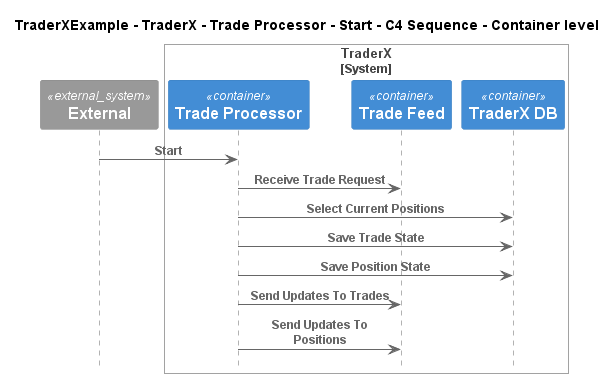 TraderXExample - TraderX - Trade Processor - Start - C4 Sequence - Container level
TraderX
[System]
«external_system»
External
«container»
Trade Processor
«container»
Trade Feed
«container»
TraderX DB
Start
Receive Trade Request
Select Current Positions
Save Trade State
Save Position State
Send Updates To Trades
Send Updates To
Positions